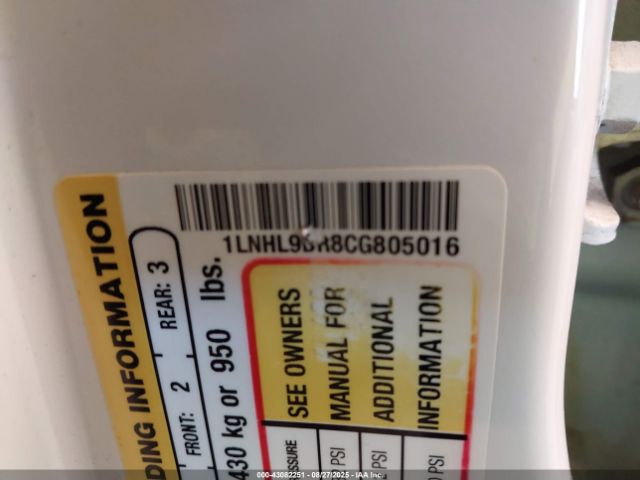 1LNHL9DR8CG805016
DING INFORMATION
FRONT: 2 REAR: 3
430 kg or 950 lbs.
SEE OWNERS
MANUAL FOR
ADDITIONAL
INFORMATION
PSI
PSI
PSI
000-43082251 - 08/27/2025 - IAA Inc.